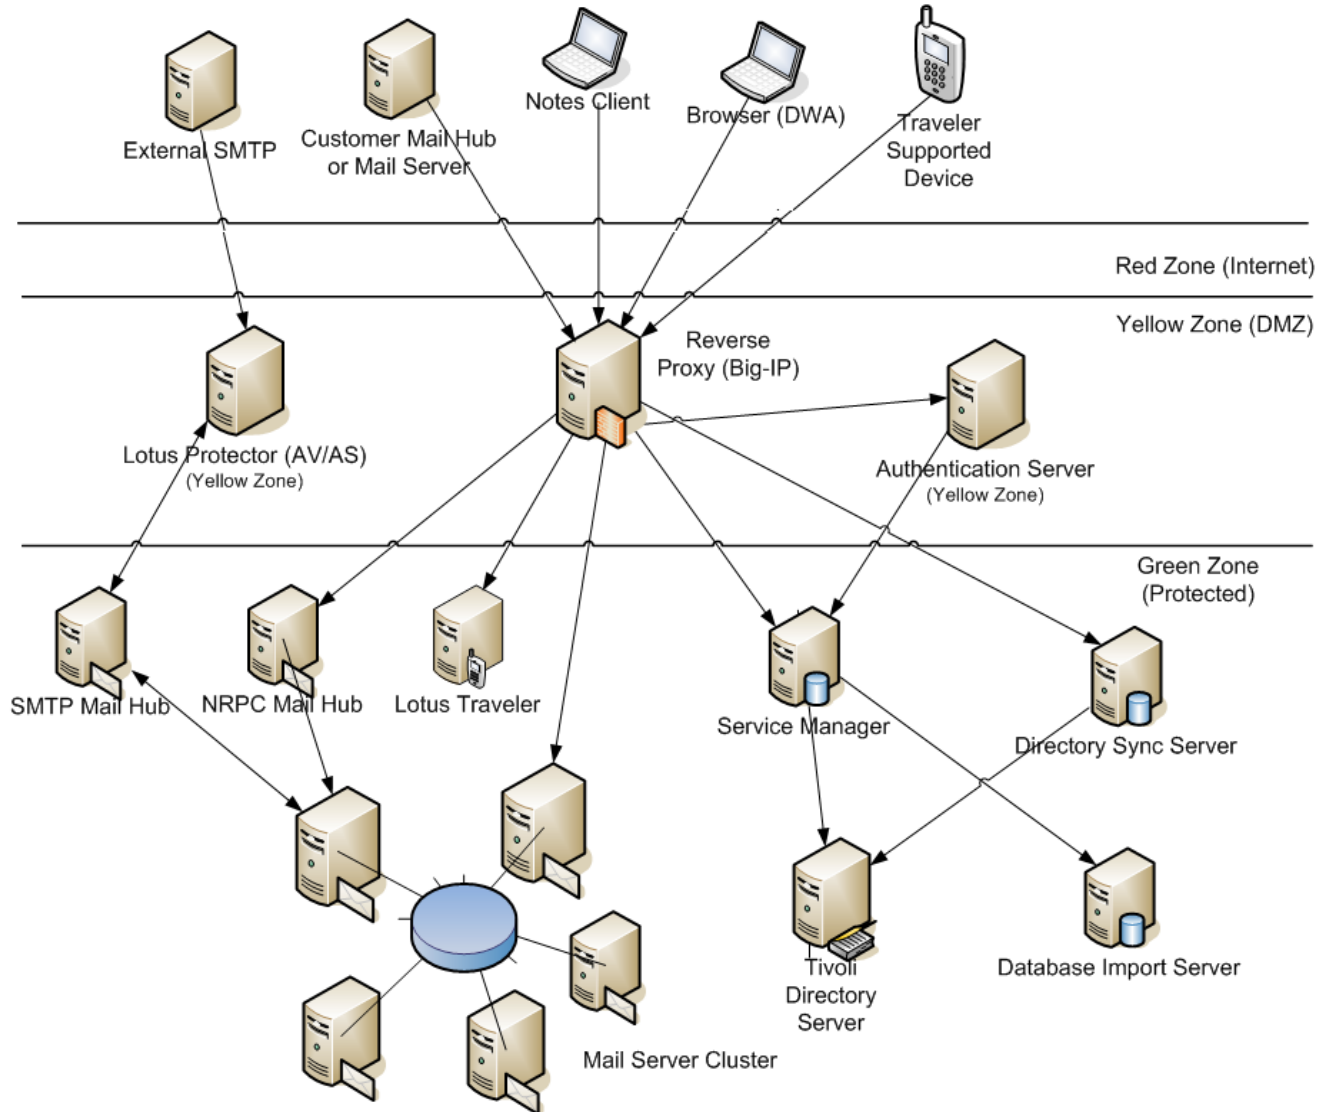 External SMTP
Customer Mail Hub
or Mail Server
Notes Client
Browser (DWA)
Traveler
Supported
Device
Red Zone (Internet)
Yellow Zone (DMZ)
Reverse
Proxy (Big-IP)
Lotus Protector (AV/AS)
(Yellow Zone)
Authentication Server
(Yellow Zone)
Green Zone
(Protected)
SMTP Mail Hub
NRPC Mail Hub
Lotus Traveler
Service Manager
Directory Sync Server
Tivoli
Directory
Server
Database Import Server
Mail Server Cluster